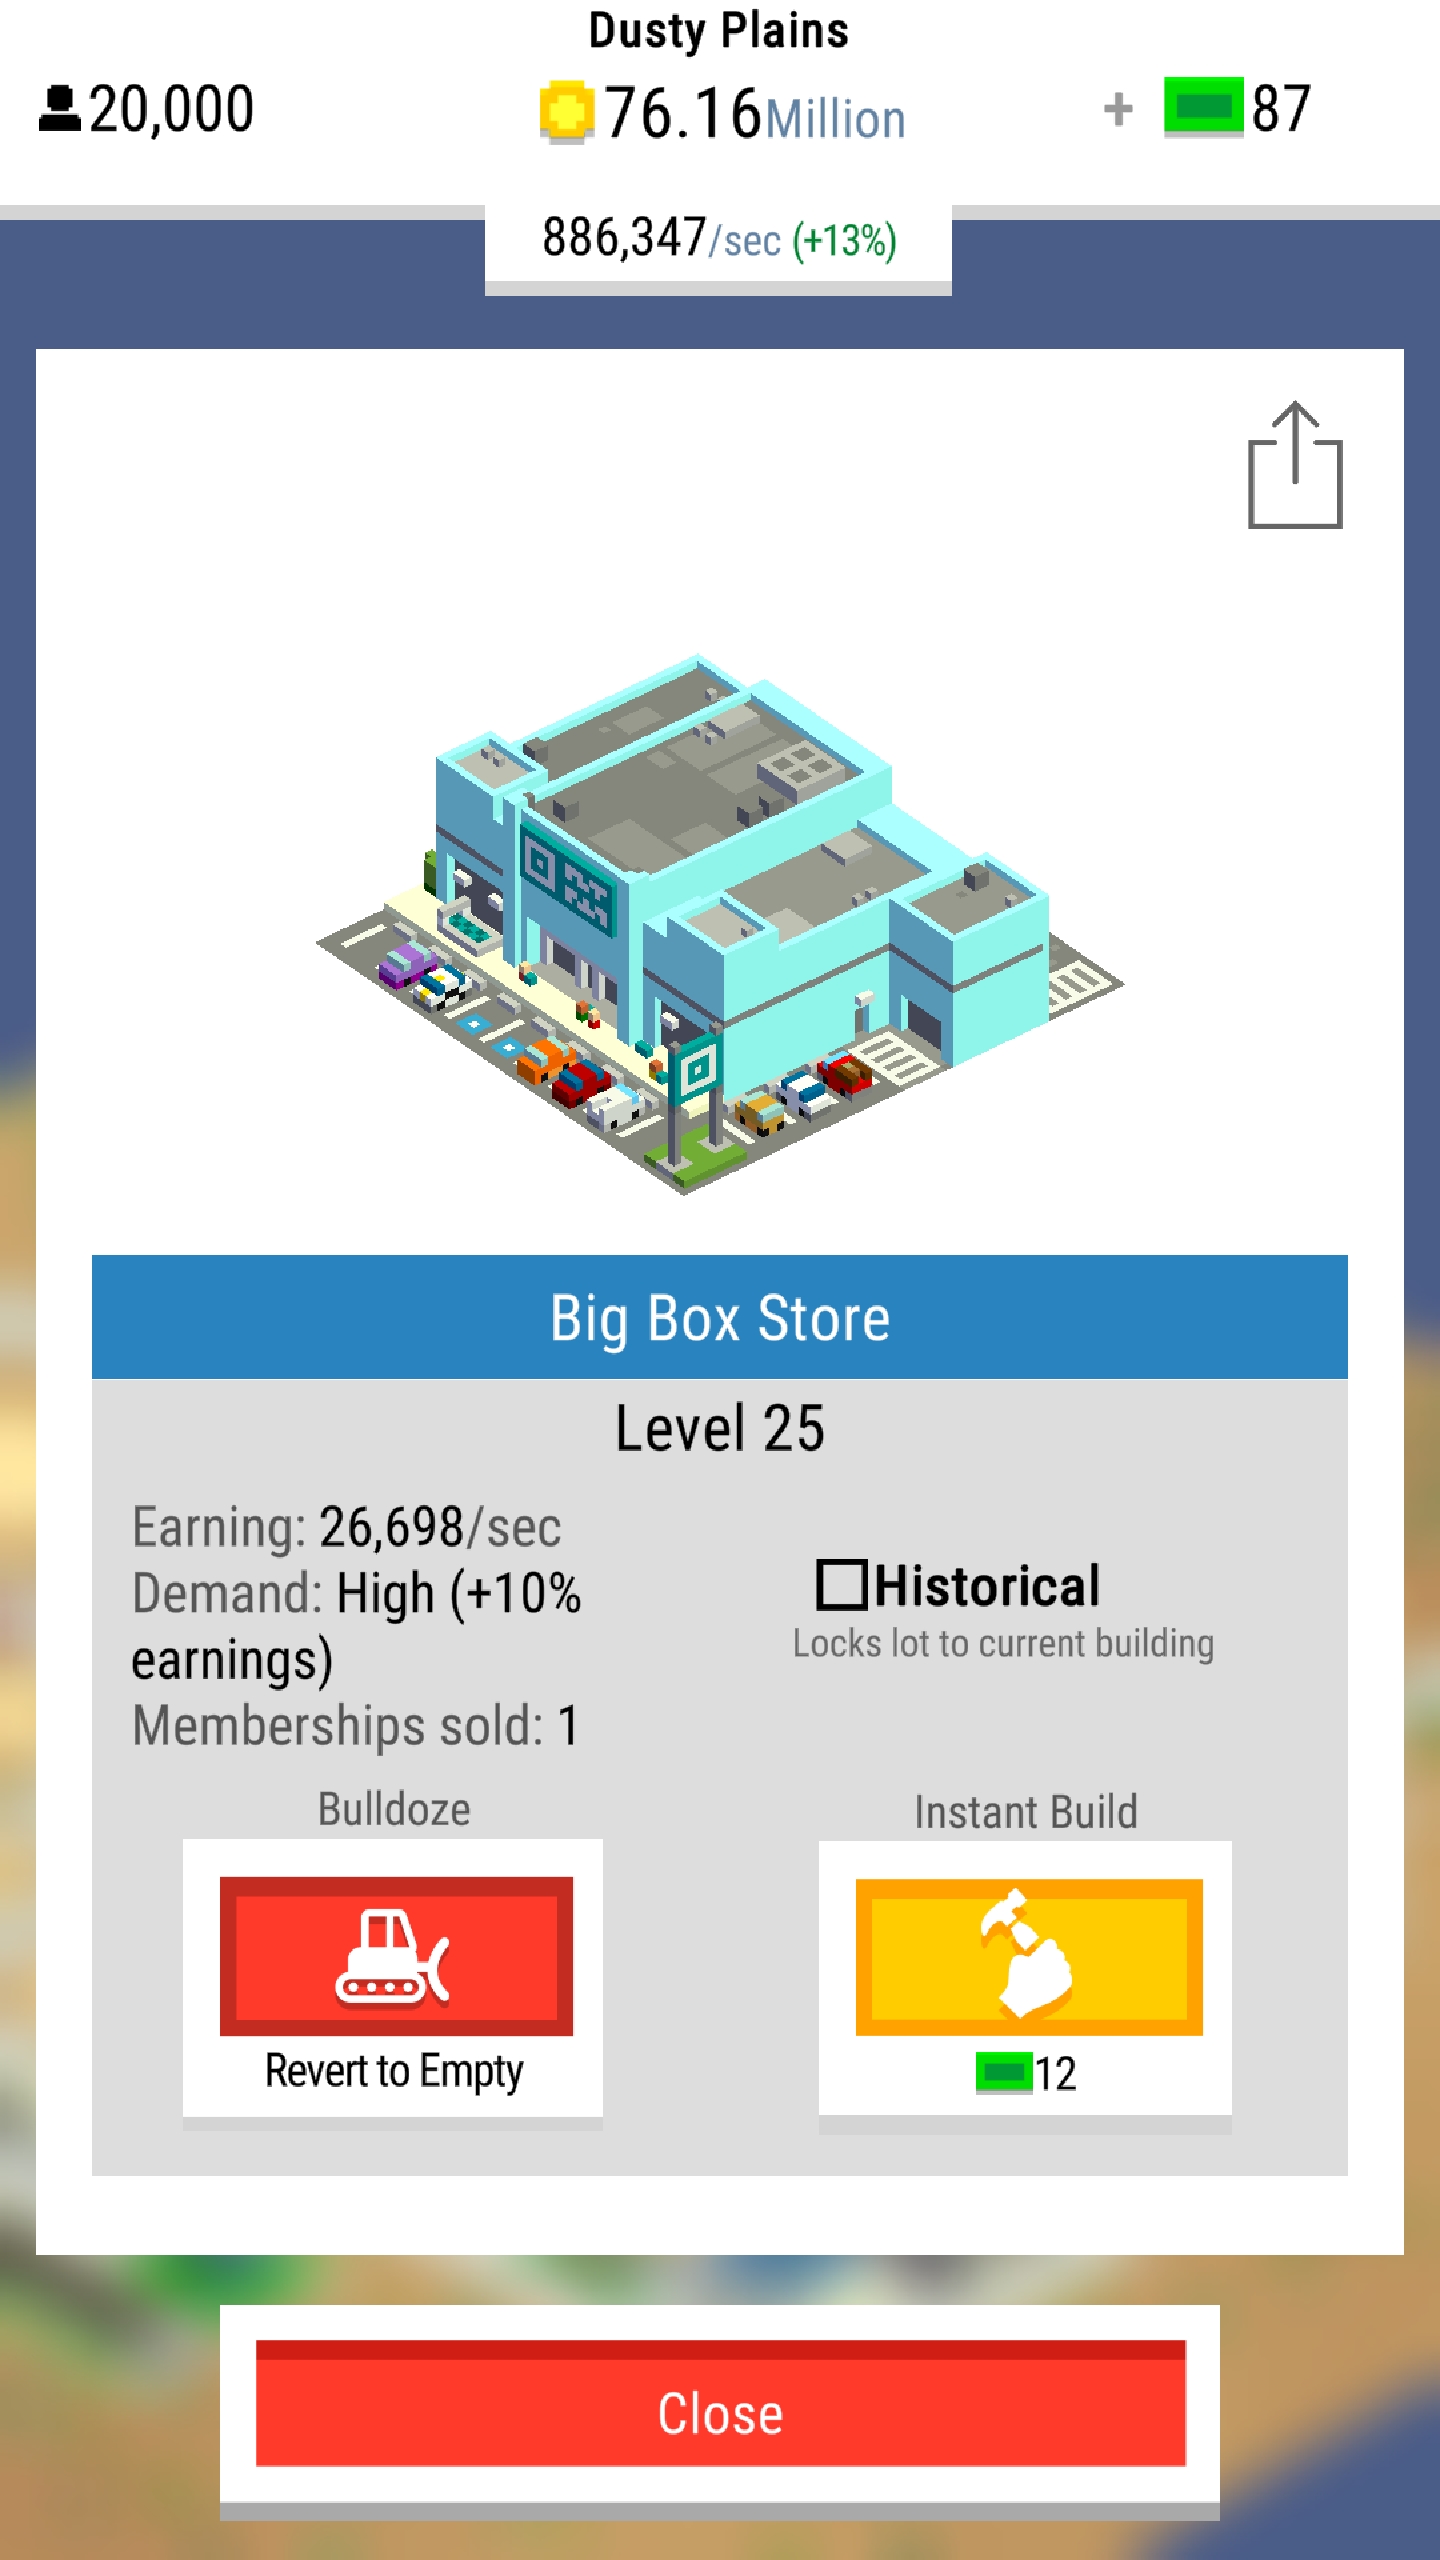 Dusty Plains
20,000
76.16Million
+ 87
886,347/sec (+13%)
Big Box Store
Level 25
Earning: 26,698/sec
Demand: High (+10%
earnings)
Memberships sold: 1
Historical
Locks lot to current building
Bulldoze
Revert to Empty
Instant Build
12
Close